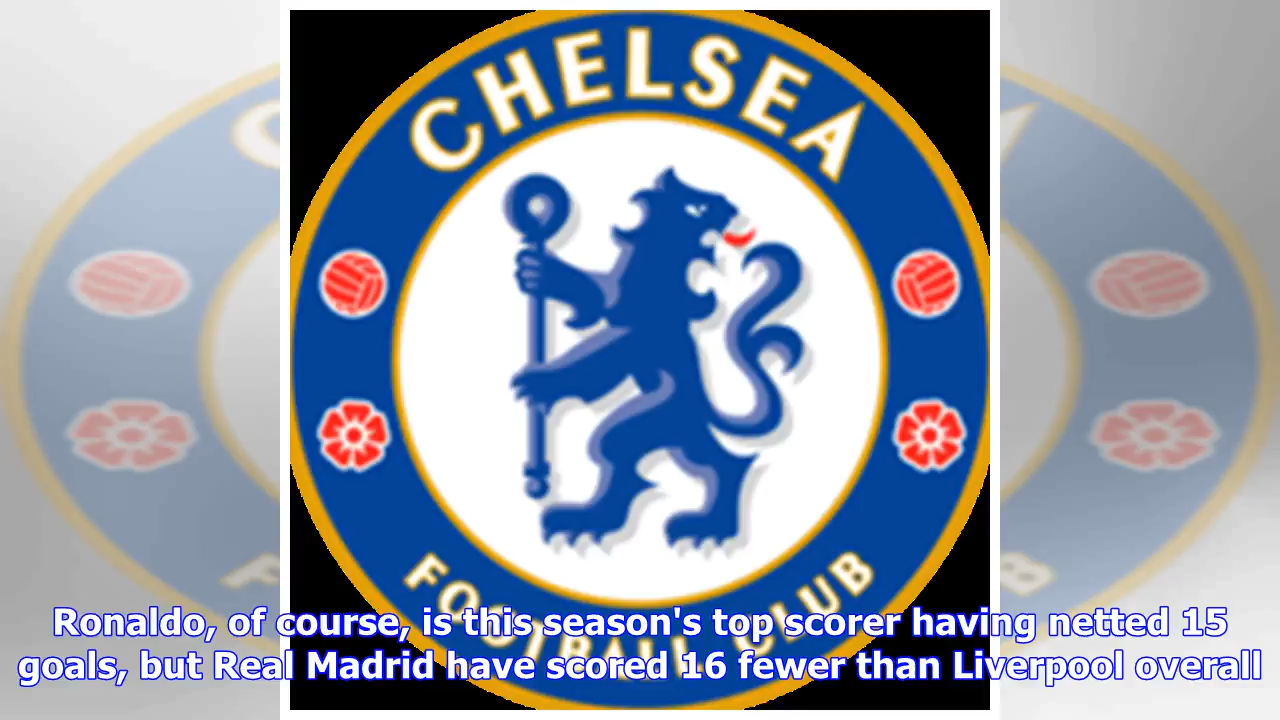 CHELSEA
FOOTBALL CLUB
Ronaldo, of course, is this season's top scorer having netted 15
goals, but Real Madrid have scored 16 fewer than Liverpool overall